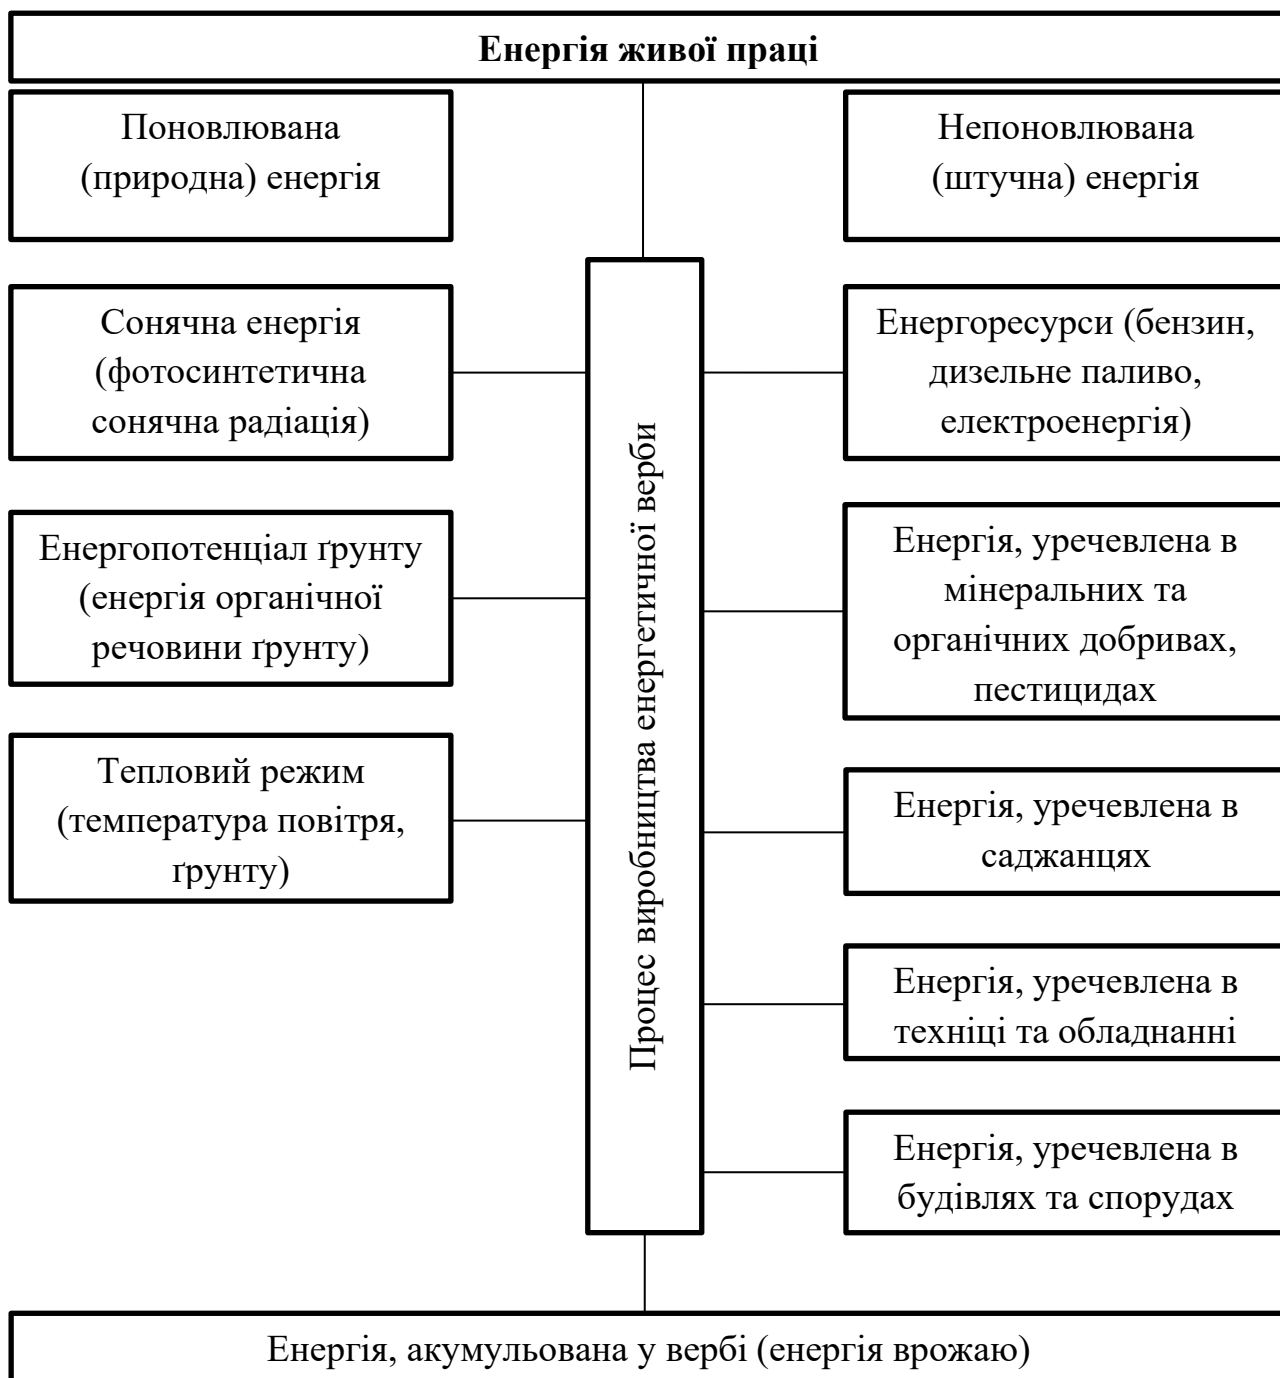 Енергія живої праці
Поновлювана
(природна) енергія
Непоновлювана
(штучна) енергія
Сонячна енергія
(фотосинтетична
сонячна радіація)
Енергопотенціал ґрунту
(енергія органічної
речовини ґрунту)
Тепловий режим
(температура повітря,
ґрунту)
Процес виробництва енергетичної верби
Енергоресурси (бензин,
дизельне паливо,
електроенергія)
Енергія, уречевлена в
мінеральних та
органічних добривах,
пестицидах
Енергія, уречевлена в
саджанцях
Енергія, уречевлена в
техніці та обладнанні
Енергія, уречевлена в
будівлях та спорудах
Енергія, акумульована у вербі (енергія врожаю)